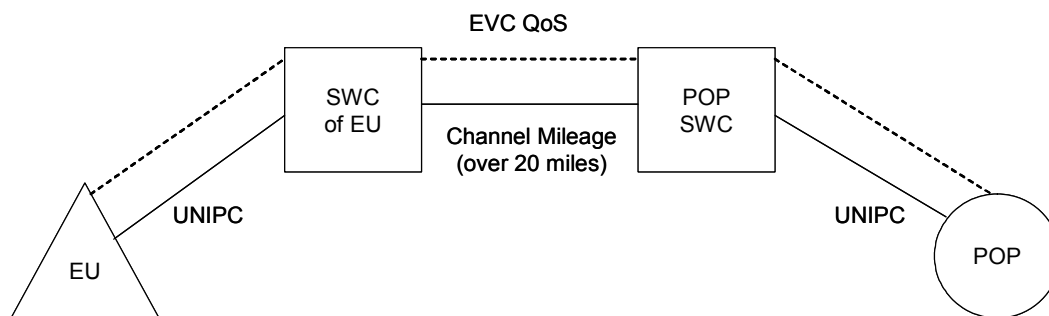 EVC QoS
SWC
of EU
POP
SWC
Channel Mileage
(over 20 miles)
UNIPC
UNIPC
EU
POP